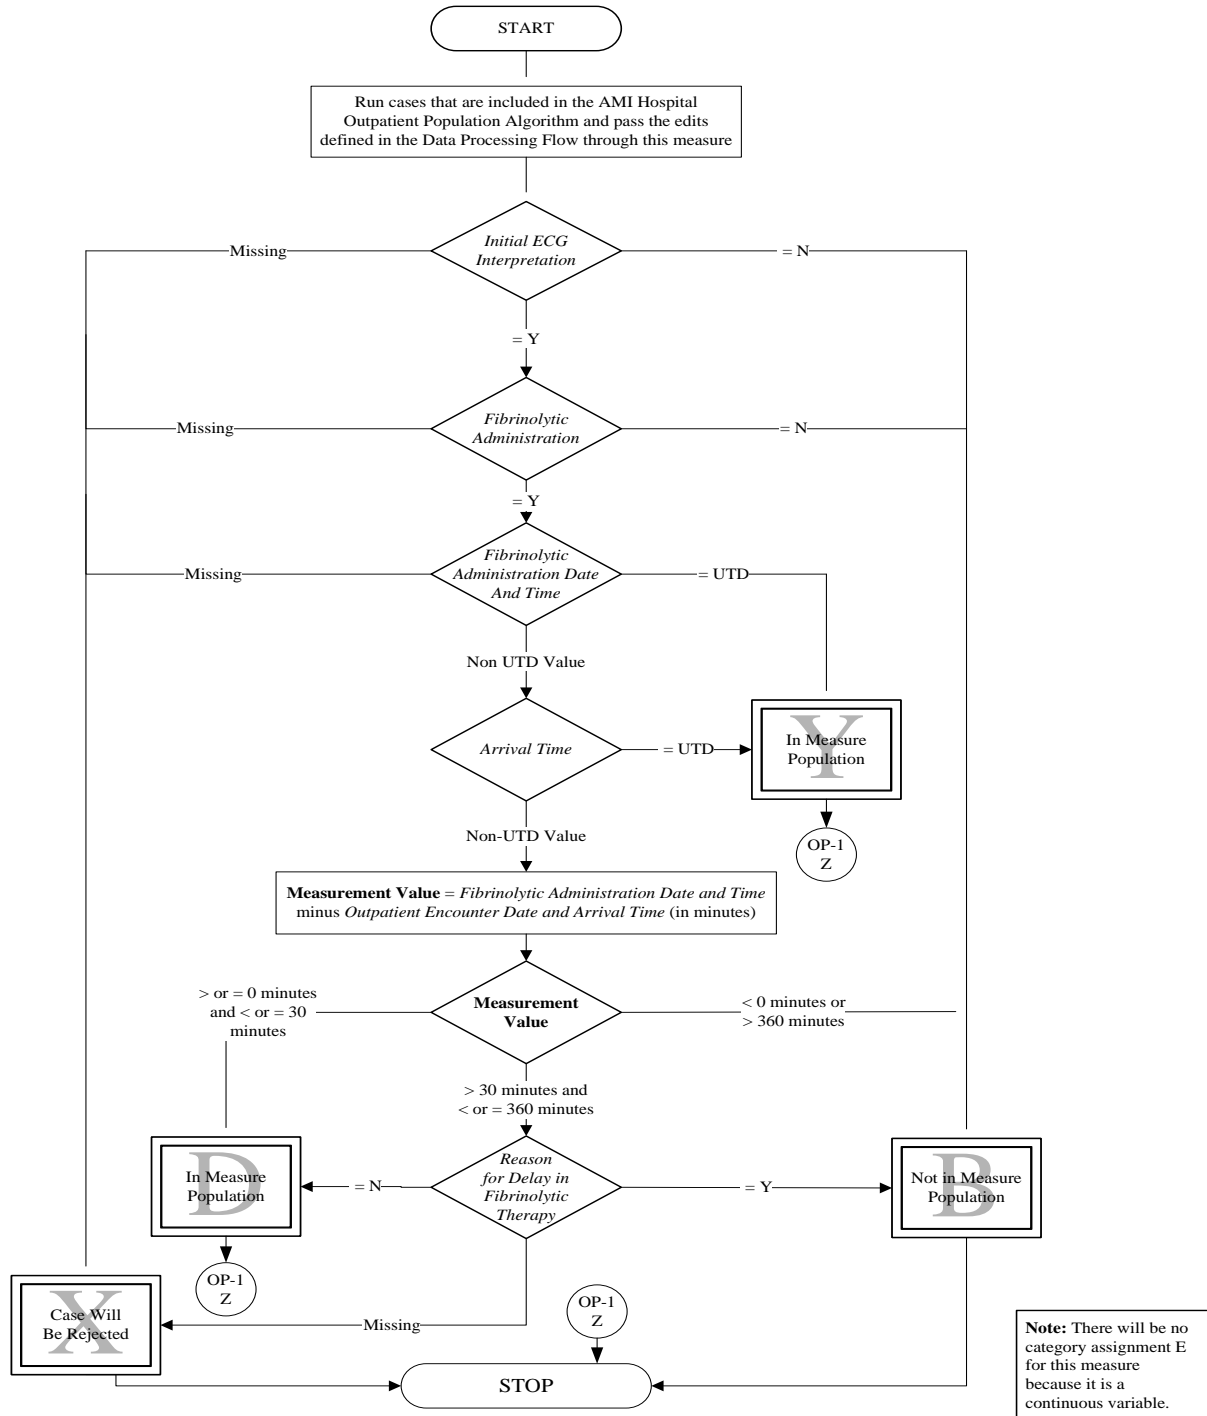 START
Run cases that are included in the AMI Hospital
Outpatient Population Algorithm and pass the edits
defined in the Data Processing Flow through this measure
Initial ECG
Interpretation
Missing
= N
= Y
Fibrinolytic
Administration
Missing
= N
= Y
Fibrinolytic
Administration Date
And Time
Missing
= UTD
Non UTD Value
Arrival Time
= UTD
Y
In Measure
Population
OP-1
Z
Non-UTD Value
Measurement Value = Fibrinolytic Administration Date and Time
minus Outpatient Encounter Date and Arrival Time (in minutes)
Measurement
Value
> or = 0 minutes
and < or = 30
minutes
< 0 minutes or
> 360 minutes
> 30 minutes and
< or = 360 minutes
Reason
for Delay in
Fibrinolytic
Therapy
= N
= Y
D
In Measure
Population
B
Not in Measure
Population
OP-1
Z
X
Case Will
Be Rejected
Missing
OP-1
Z
STOP
Note: There will be no
category assignment E
for this measure
because it is a
continuous variable.